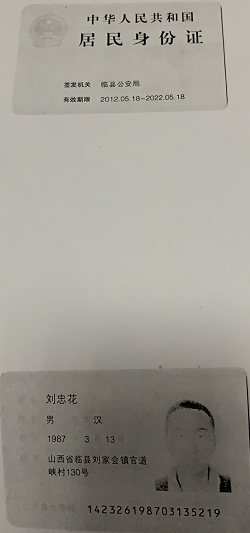 中华人民共和国
居民身份证
签发机关 临县公安局
有效期限 2012.05.18-2022.05.18
刘忠花
男 汉
1987 年 3 月 13 日
山西省临县刘家会镇官道
峡村130号
142326198703135219